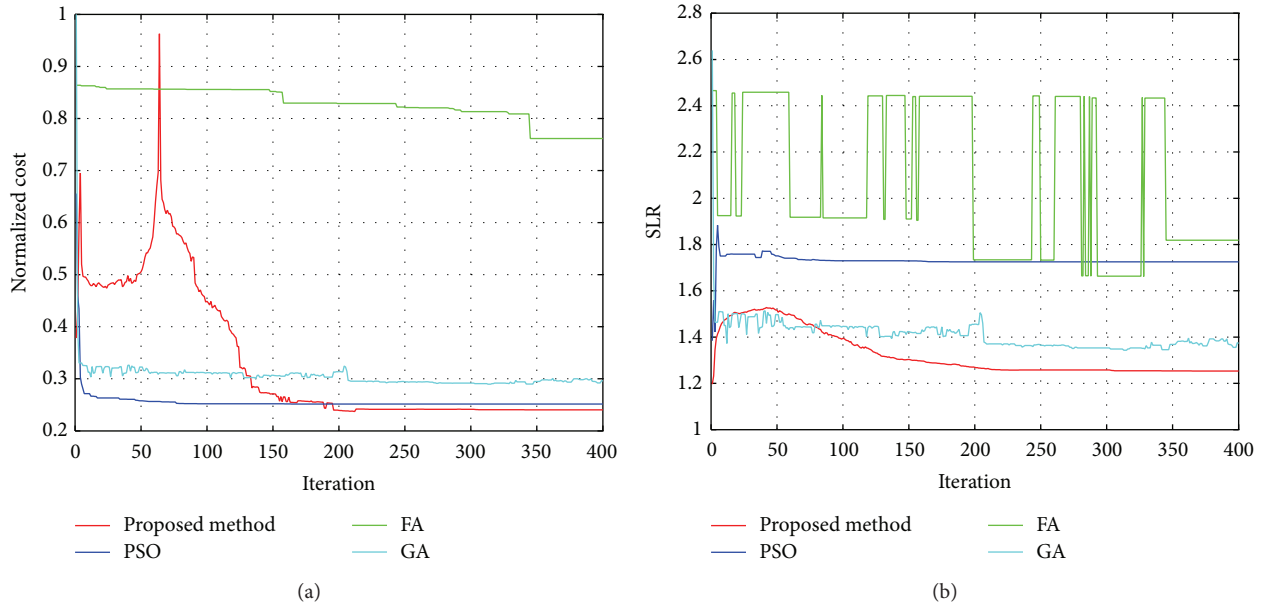 1
0.9
0.8
0.7
0.6
0.5
0.4
0.3
0.2
Normalized cost
0 50 100 150 200 250 300 350 400
Iteration
Proposed method
PSO
FA
GA
(a)
2.8
2.6
2.4
2.2
2
1.8
1.6
1.4
1.2
1
SLR
0 50 100 150 200 250 300 350 400
Iteration
Proposed method
PSO
FA
GA
(b)